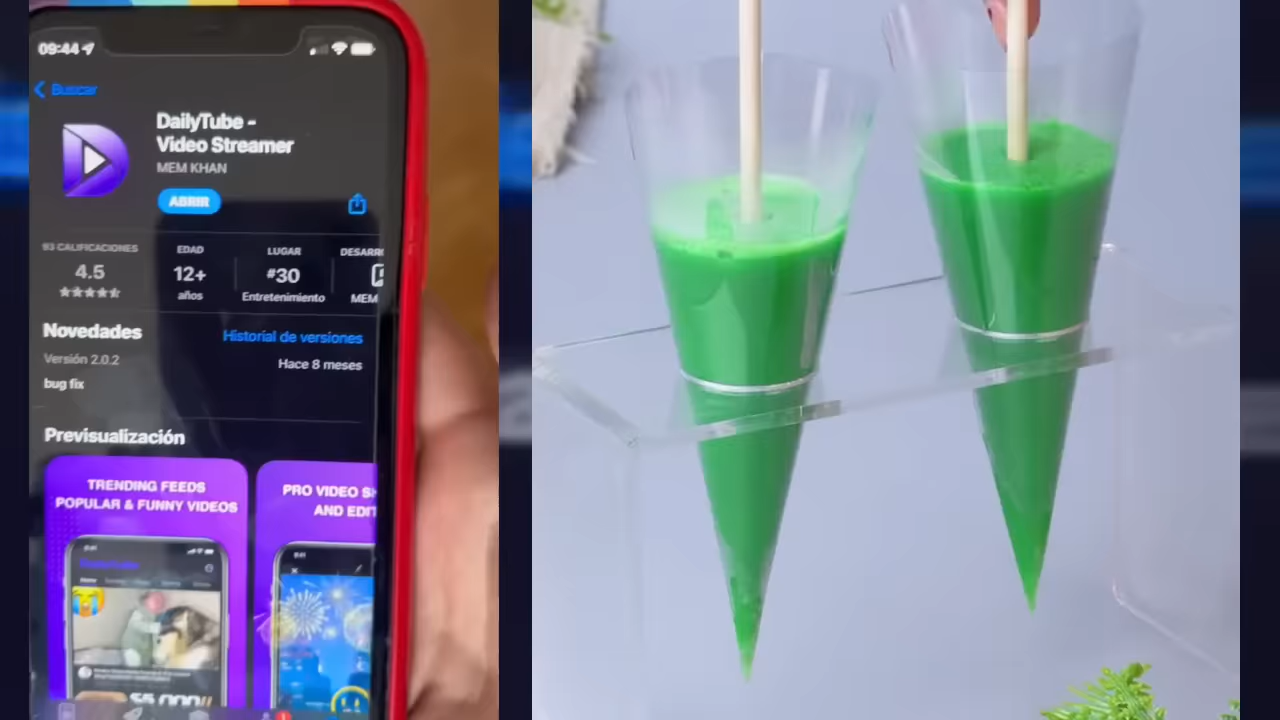 09:44
Buscar
DailyTube -
Video Streamer
MEM KHAN
ABRIR
93 CALIFICACIONES
4.5
EDAD
12+
años
LUGAR
#30
Entretenimiento
DESARR
MEM
Novedades
Historial de versiones
Versión 2.0.2
Hace 8 meses
bug fix
Previsualización
TRENDING FEEDS
POPULAR & FUNNY VIDEOS
PRO VIDEO
AND EDIT